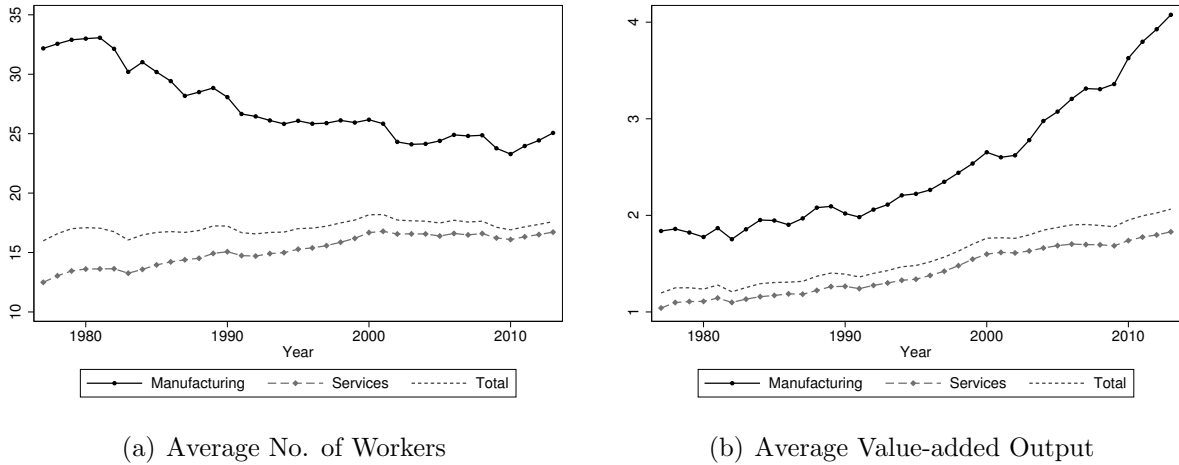 35
30
25
20
15
10
1980 1990 2000 2010
Year
Manufacturing Services Total
(a) Average No. of Workers
4
3
2
1
1980 1990 2000 2010
Year
Manufacturing Services Total
(b) Average Value-added Output